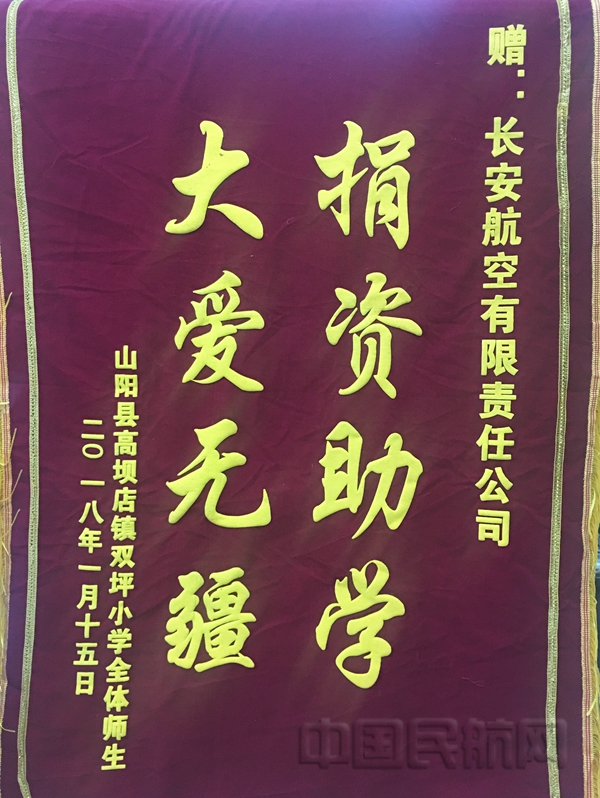 赠：长安航空有限责任公司
捐资助学
大爱无疆
山阳县高坝店镇双坪小学全体师生
二〇一八年一月十五日
中国民航网